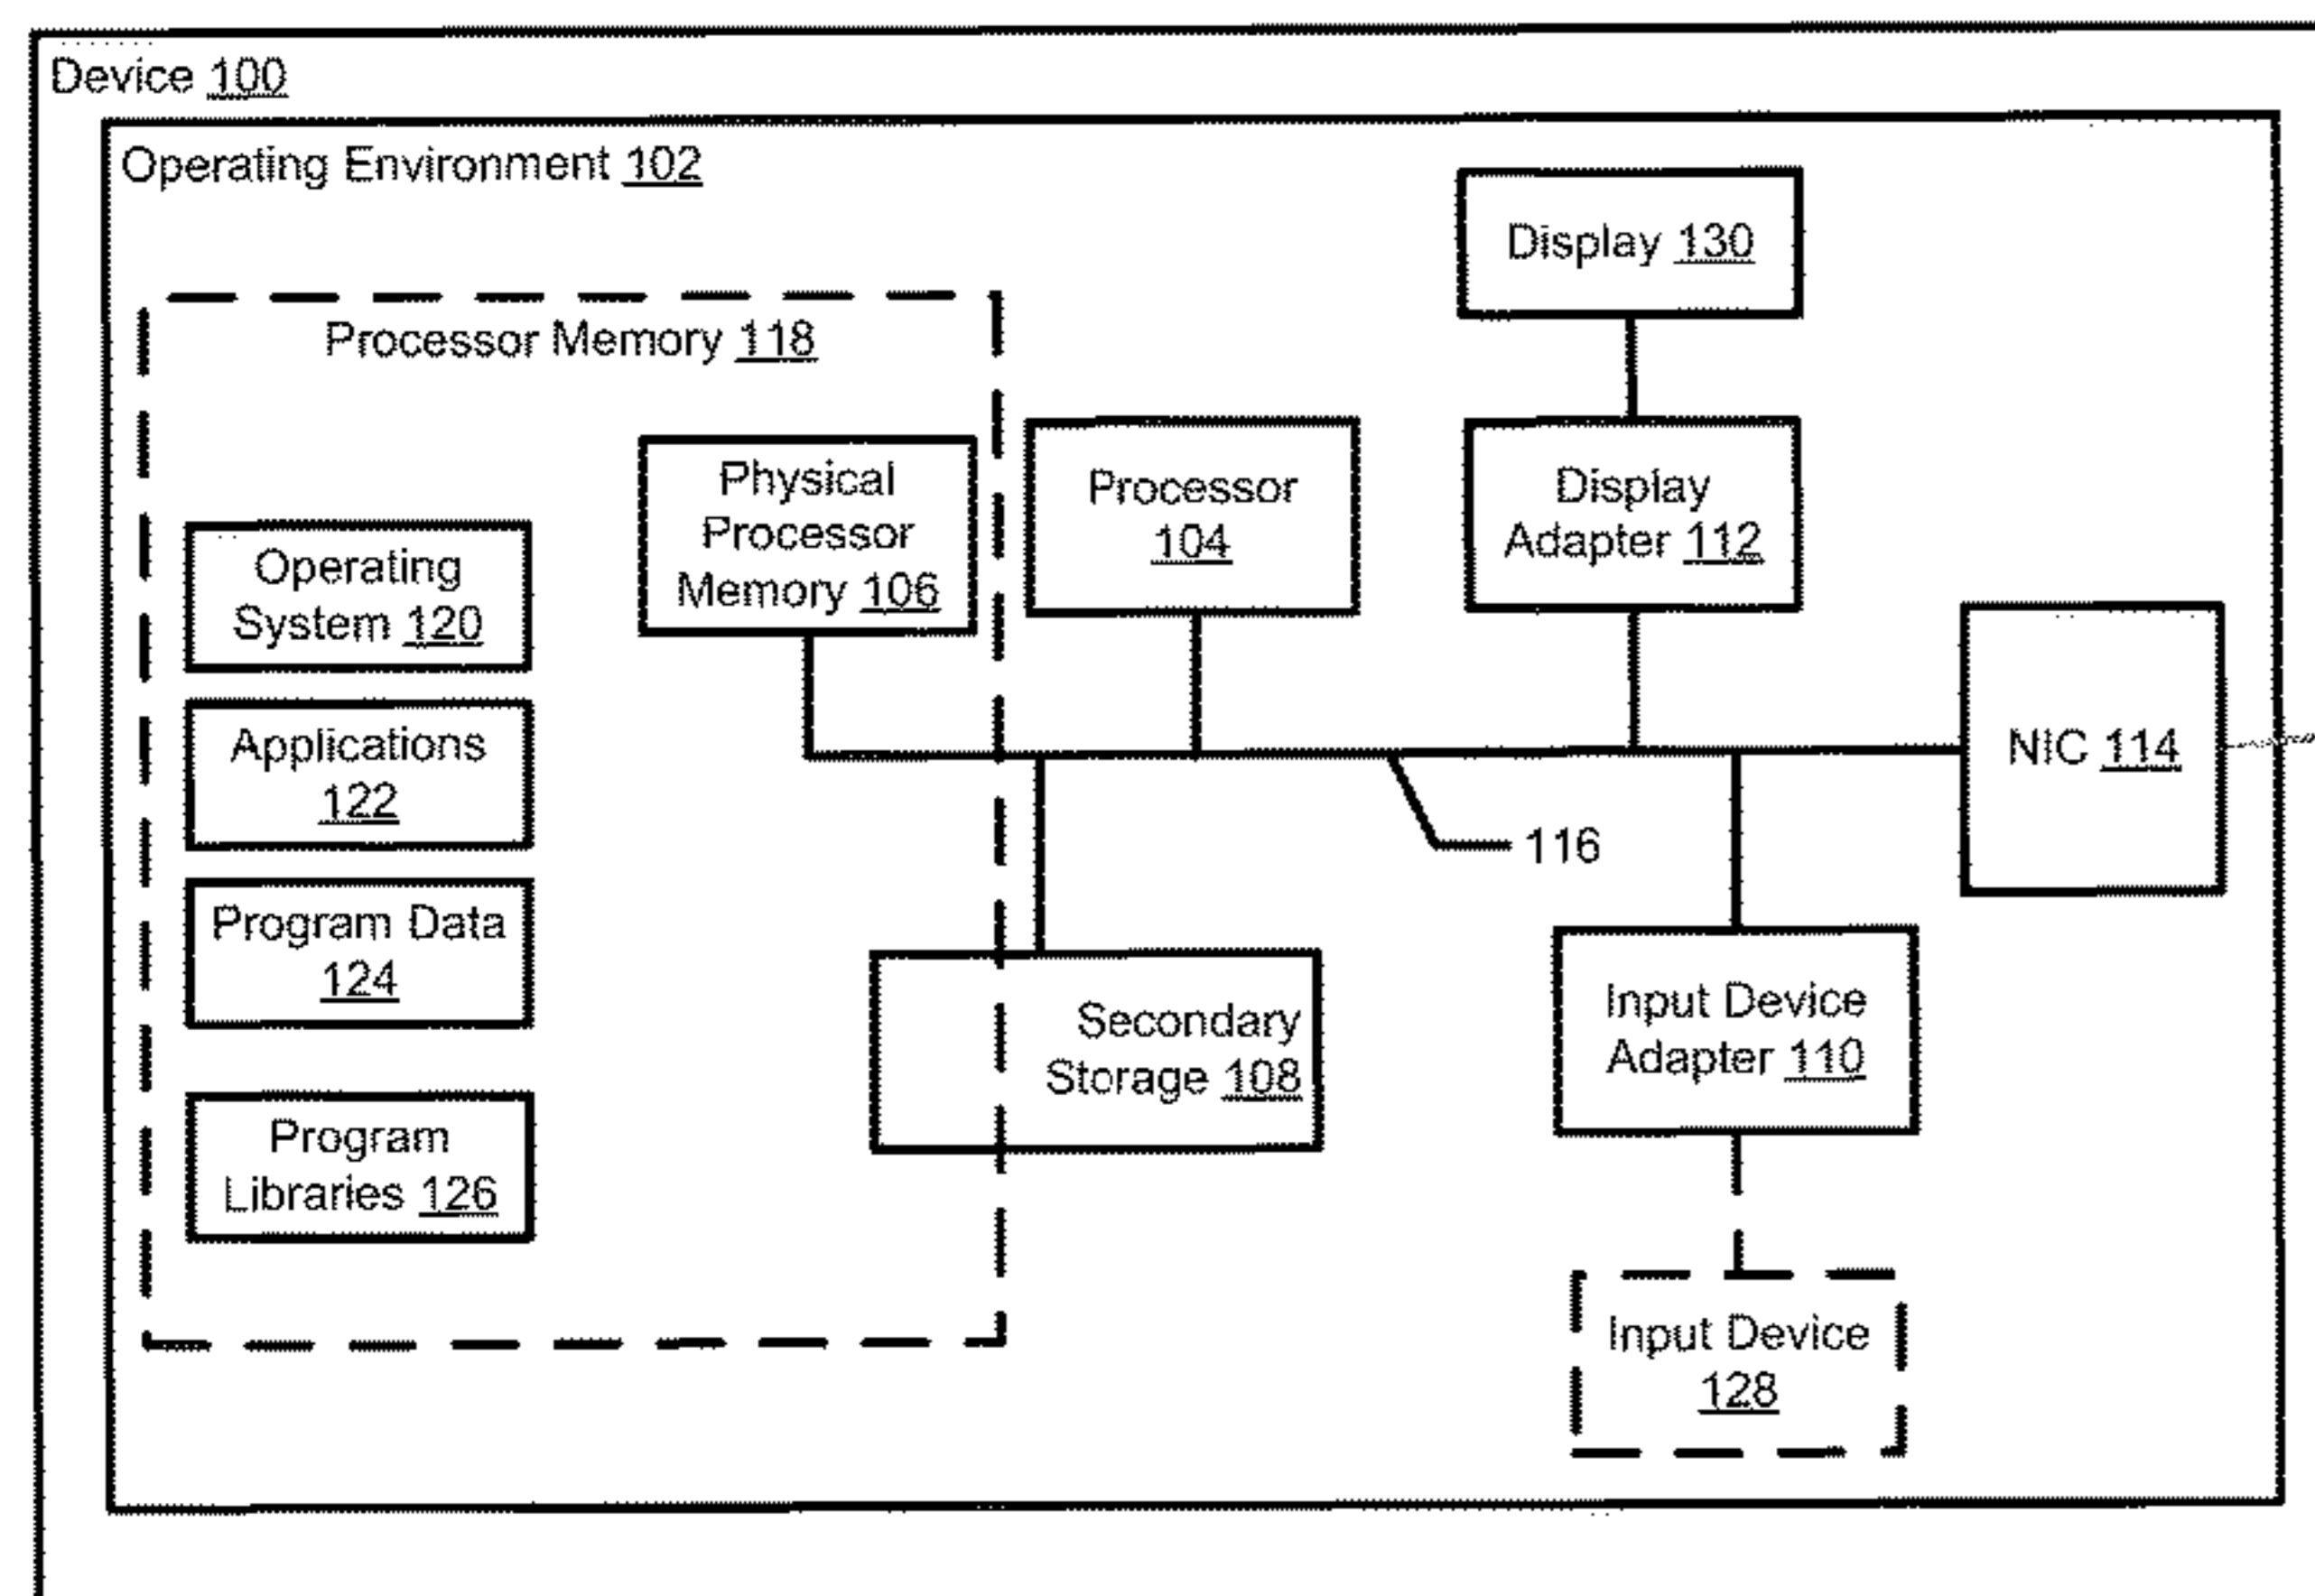 Device 100
Operating Environment 102
Display 130
Processor Memory 118
Physical
Processor
Memory 106
Processor
104
Display
Adapter 112
Operating
System 120
NIC 114
Applications
122
116
Program Data
124
Secondary
Storage 108
Input Device
Adapter 110
Program
Libraries 126
Input Device
128